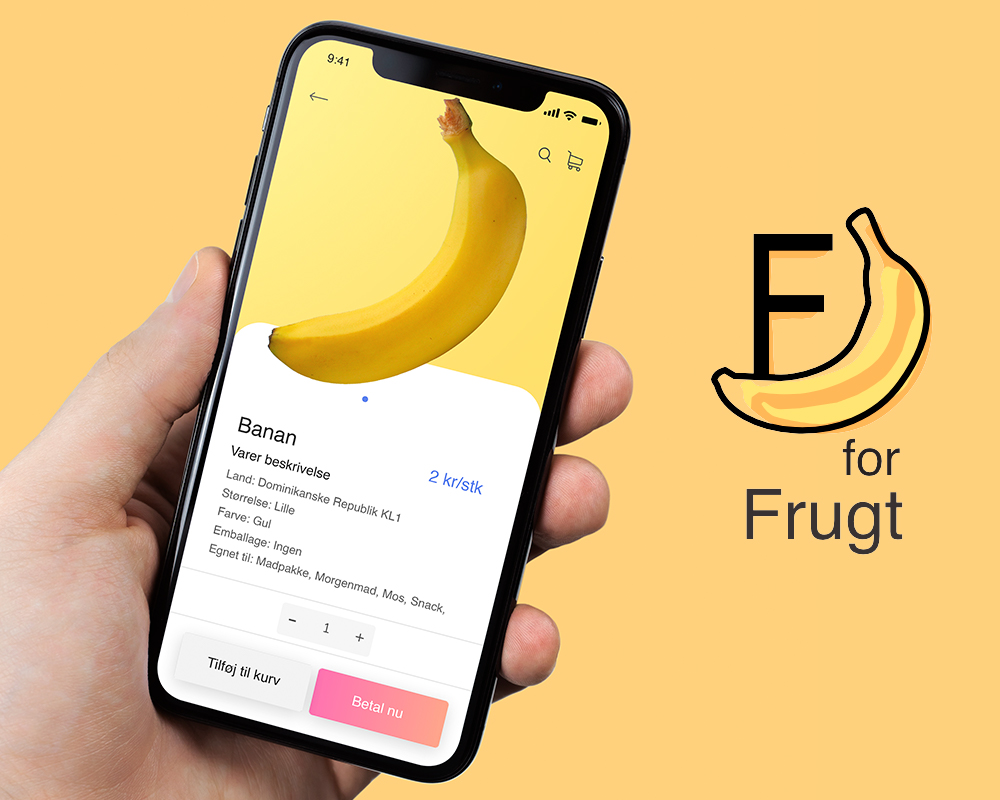 9:41
Banan
Varer beskrivelse
2 kr/stk
Land: Dominikanske Republik KL1
Størrelse: Lille
Farve: Gul
Emballage: Ingen
Egnet til: Madpakke, Morgenmad, Mos, Snack,
− 1 +
Tilføj til kurv
Betal nu
F
for
Frugt